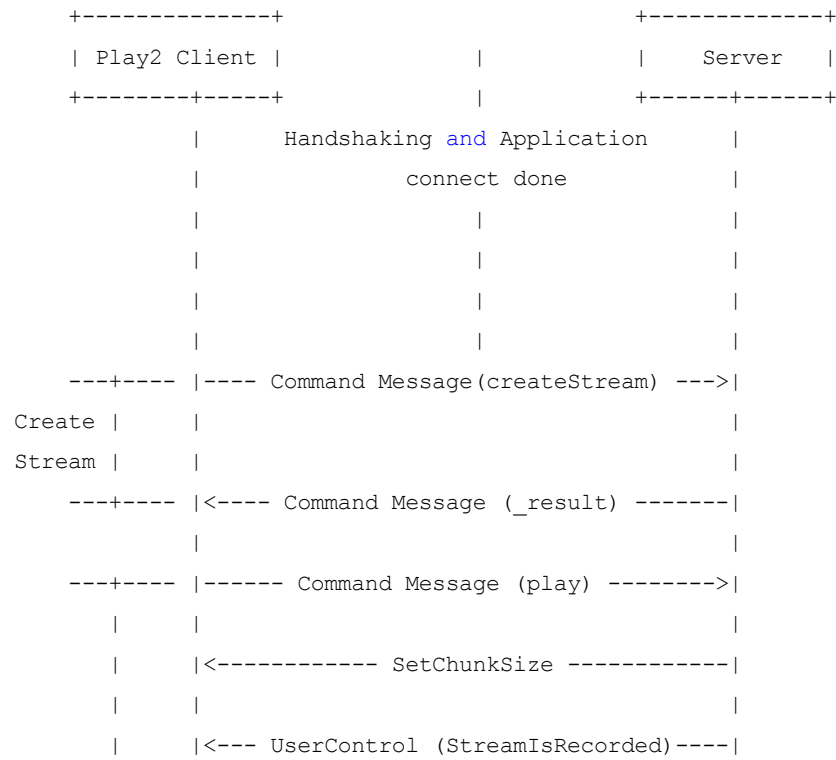 +--------------+ +-------------+
| Play2 Client | | | Server |
+--------+-----+ | +------+------+
| Handshaking and Application |
| connect done |
| | |
| | |
| | |
| | |
---+---- |---- Command Message(createStream) --->|
Create | | |
Stream | | |
---+---- |<---- Command Message (_result) -------|
| |
---+---- |------ Command Message (play) -------->|
| | |
| |<------------ SetChunkSize ------------|
| | |
| |<--- UserControl (StreamIsRecorded)----|